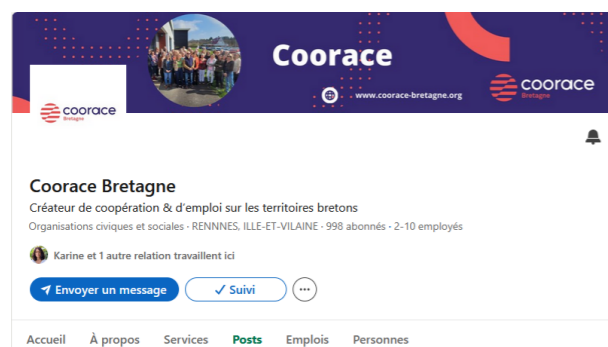 Coorace
www.coorace-bretagne.org
coorace
Bretagne
coorace
Bretagne
Coorace Bretagne
Créateur de coopération & d'emploi sur les territoires bretons
Organisations civiques et sociales · RENNNES, ILLE-ET-VILAINE · 998 abonnés · 2-10 employés
Karine et 1 autre relation travaillent ici
Envoyer un message
Suivi
Accueil À propos Services Posts Emplois Personnes